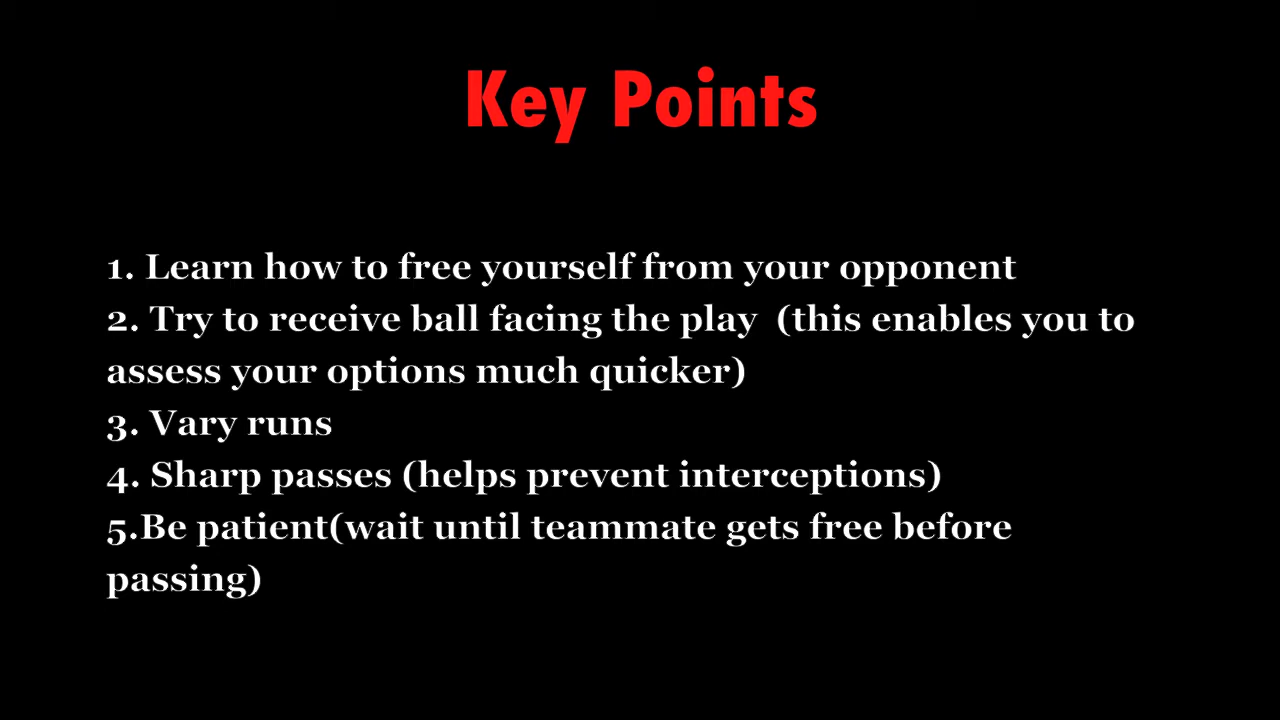 Key Points
1. Learn how to free yourself from your opponent
2. Try to receive ball facing the play  (this enables you to
assess your options much quicker)
3. Vary runs
4. Sharp passes (helps prevent interceptions)
5.Be patient(wait until teammate gets free before
passing)